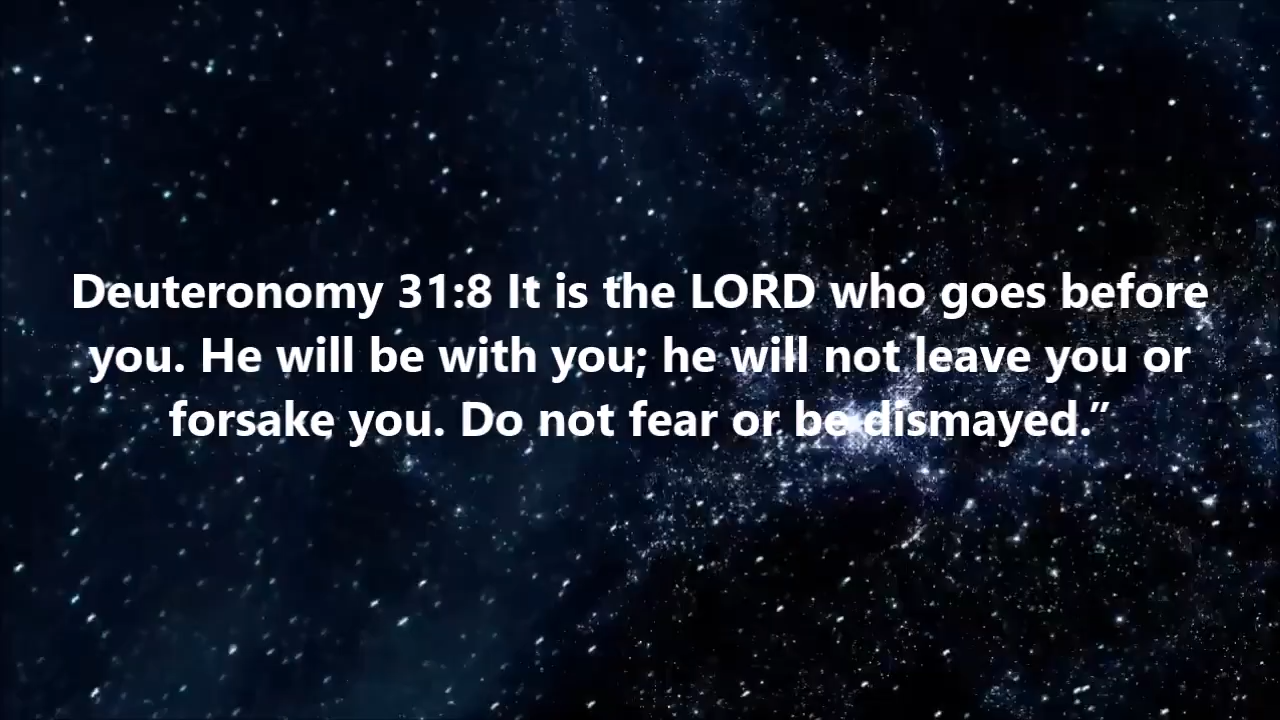 Deuteronomy 31:8 It is the LORD who goes before
you. He will be with you; he will not leave you or
forsake you. Do not fear or be dismayed.”